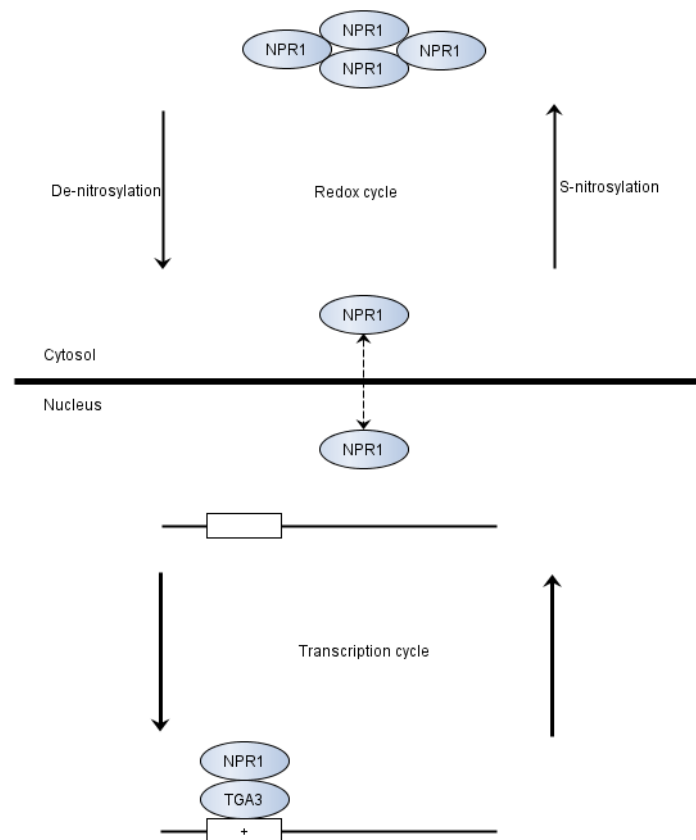 NPR1
NPR1
NPR1
NPR1
De-nitrosylation
Redox cycle
S-nitrosylation
NPR1
Cytosol
Nucleus
NPR1
Transcription cycle
NPR1
TGA3
+